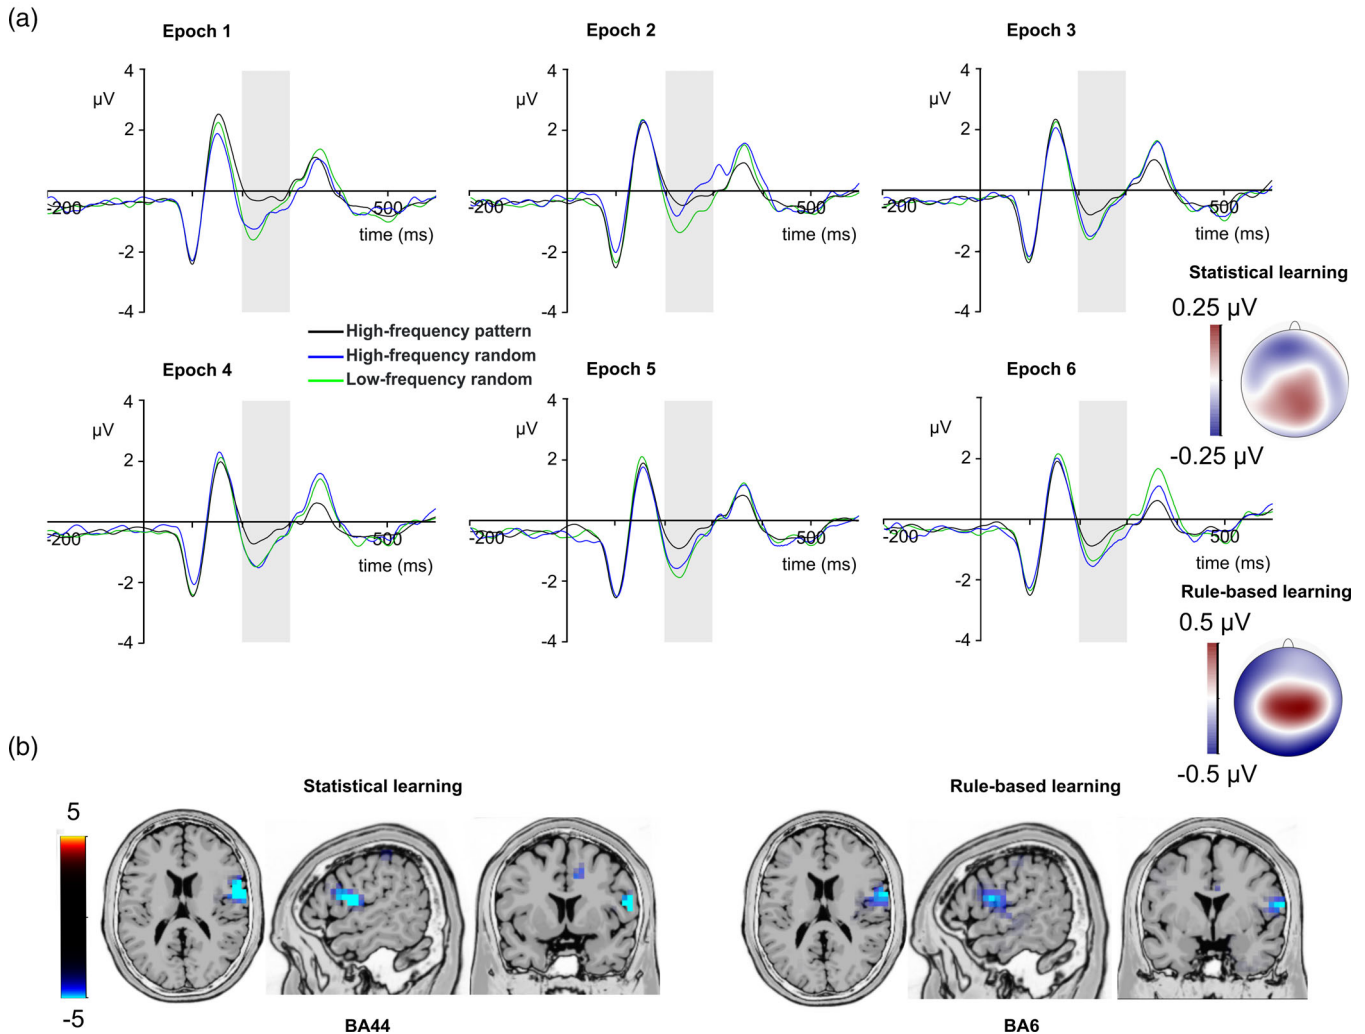 (a)
Epoch 1
Epoch 2
Epoch 3
4
μV
2
-200
500
time (ms)
-2
-4
4
μV
2
-200
500
time (ms)
-2
-4
4
μV
2
-200
500
time (ms)
-2
-4
Statistical learning
0.25 μV
-0.25 μV
High-frequency pattern
High-frequency random
Low-frequency random
Epoch 4
Epoch 5
Epoch 6
4
μV
2
-200
500
time (ms)
-2
-4
4
μV
2
-200
500
time (ms)
-2
-4
4
μV
2
-200
500
time (ms)
-2
-4
Rule-based learning
0.5 μV
-0.5 μV
(b)
Statistical learning
Rule-based learning
5
-5
BA44
BA6